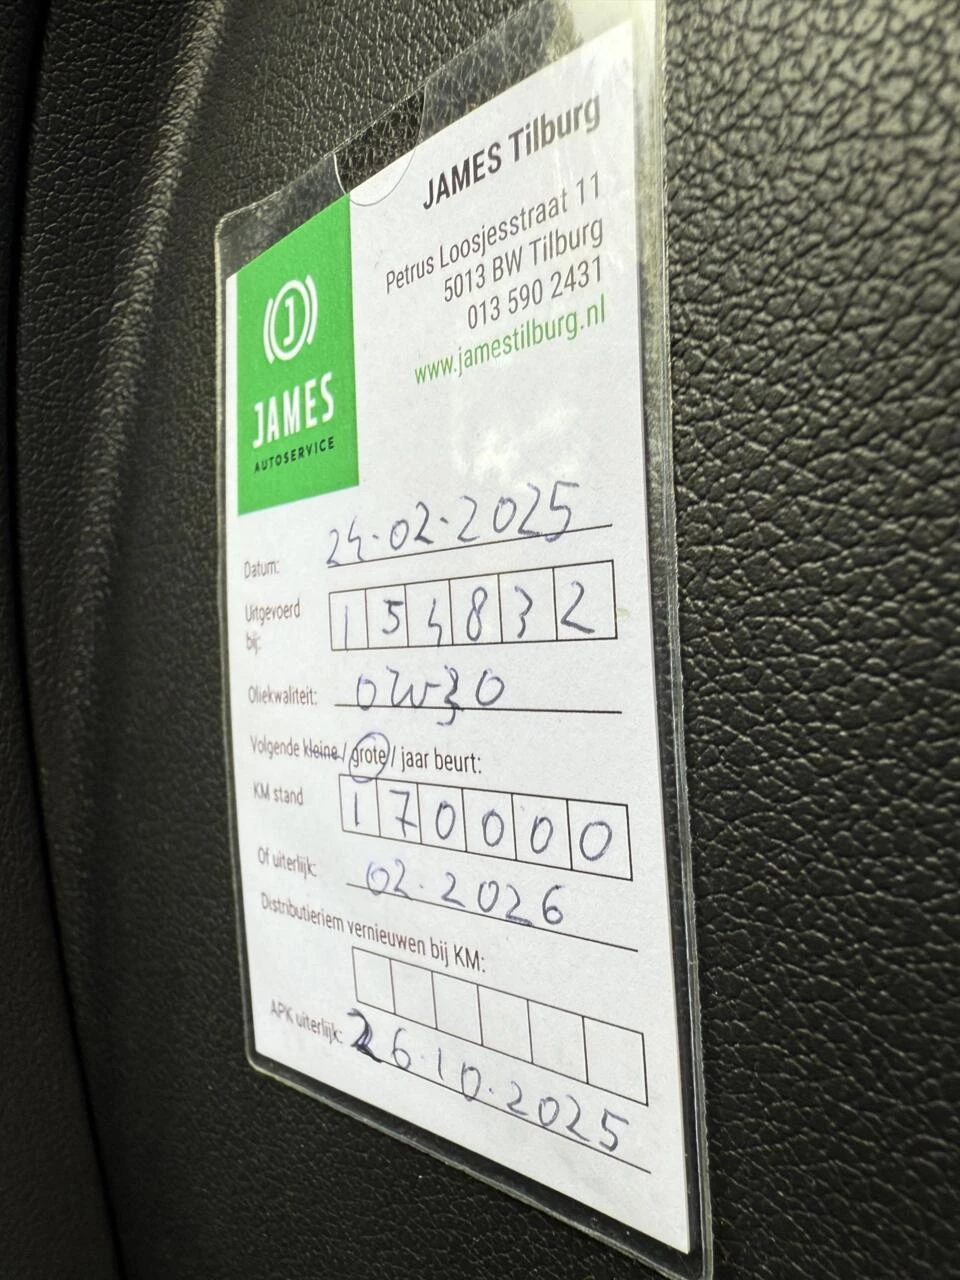 JAMES Tilburg
Petrus Loosjesstraat 11
5013 BW Tilburg
013 590 2431
www.jamestilburg.nl
J
JAMES
AUTOSERVICE
Datum: 24-02-2025
Uitgevoerd bij: 154832
Oliekwaliteit: 0W30
Volgende kleine / grote / jaar beurt:
KM stand 170000
Of uiterlijk: 02-2026
Distributieriem vernieuwen bij KM:
APK uiterlijk: 26-10-2025